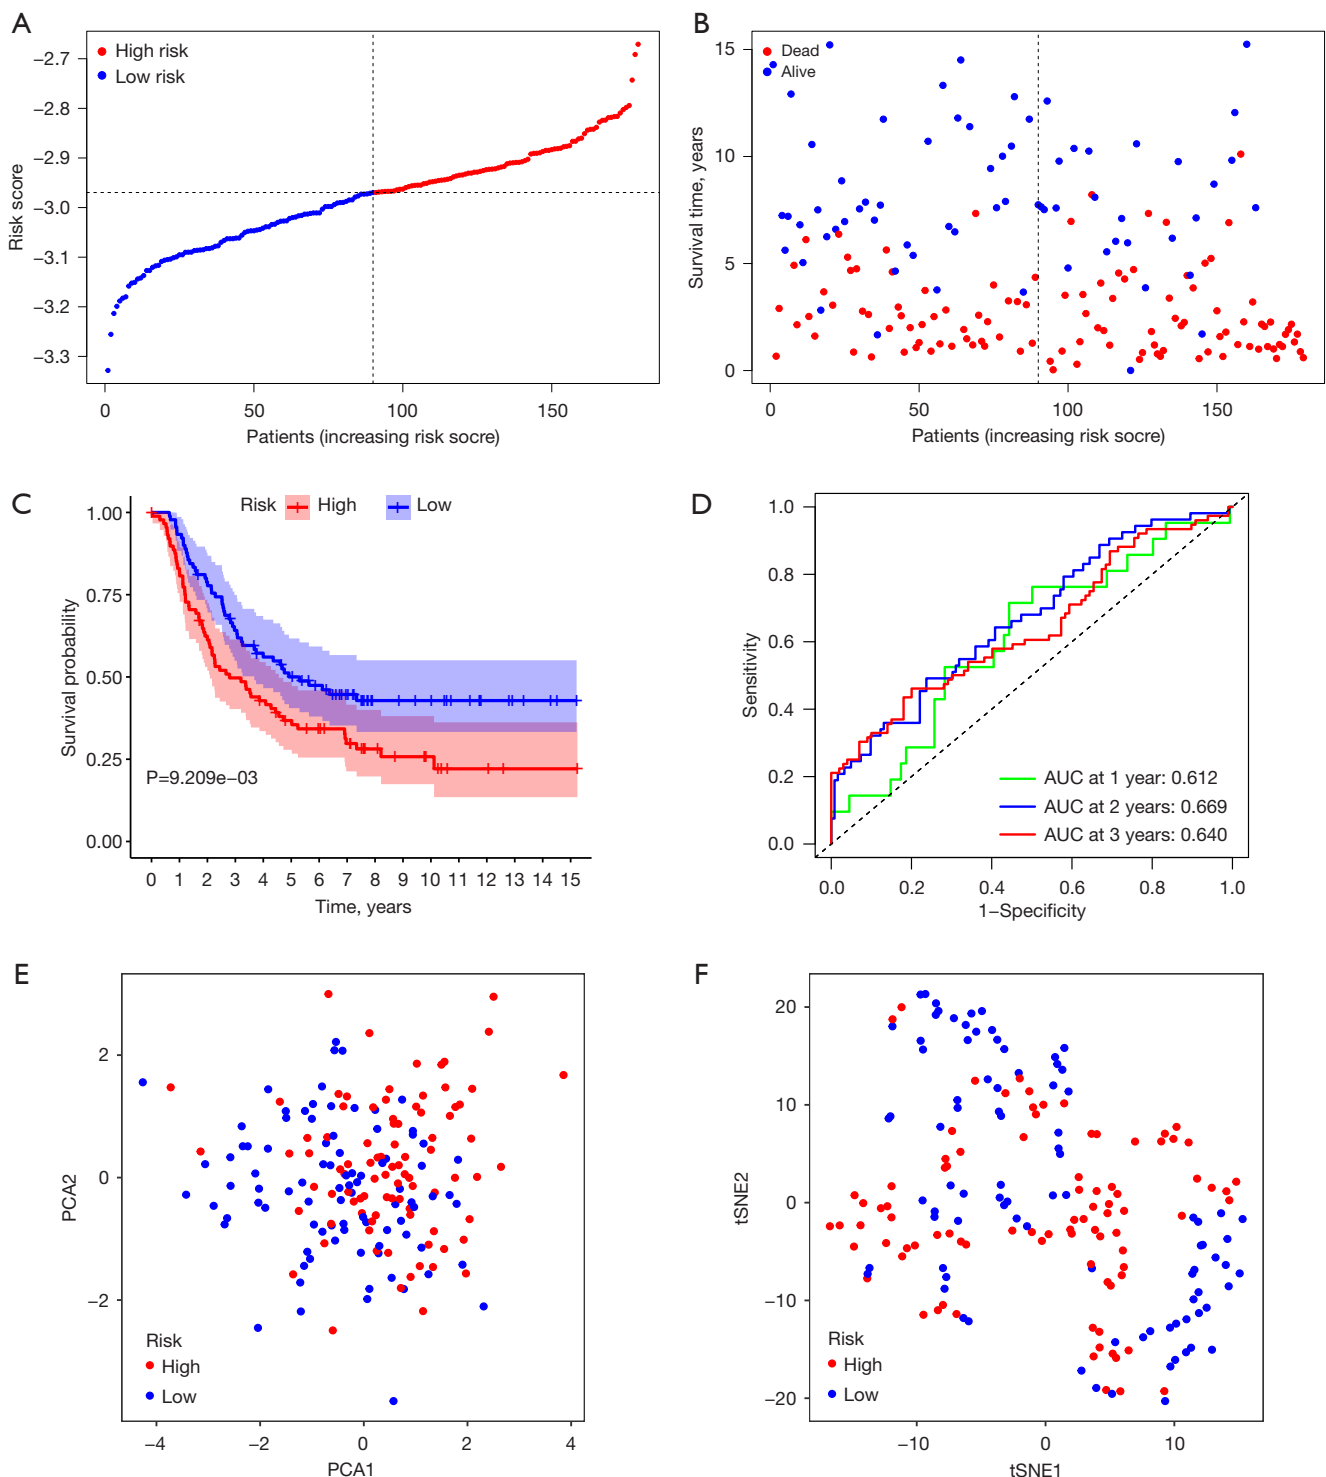 A
High risk
Low risk
−2.7
−2.8
−2.9
−3.0
−3.1
−3.2
−3.3
Risk score
0 50 100 150
Patients (increasing risk socre)
B
Dead
Alive
15
10
5
0
Survival time, years
0 50 100 150
Patients (increasing risk socre)
C
Risk High Low
1.00
0.75
0.50
0.25
0.00
Survival probability
P=9.209e−03
0 1 2 3 4 5 6 7 8 9 10 11 12 13 14 15
Time, years
D
1.0
0.8
0.6
0.4
0.2
0.0
Sensitivity
AUC at 1 year: 0.612
AUC at 2 years: 0.669
AUC at 3 years: 0.640
0.0 0.2 0.4 0.6 0.8 1.0
1−Specificity
E
2
0
−2
PCA2
Risk
High
Low
−4 −2 0 2 4
PCA1
F
20
10
0
−10
−20
tSNE2
Risk
High
Low
−10 0 10
tSNE1